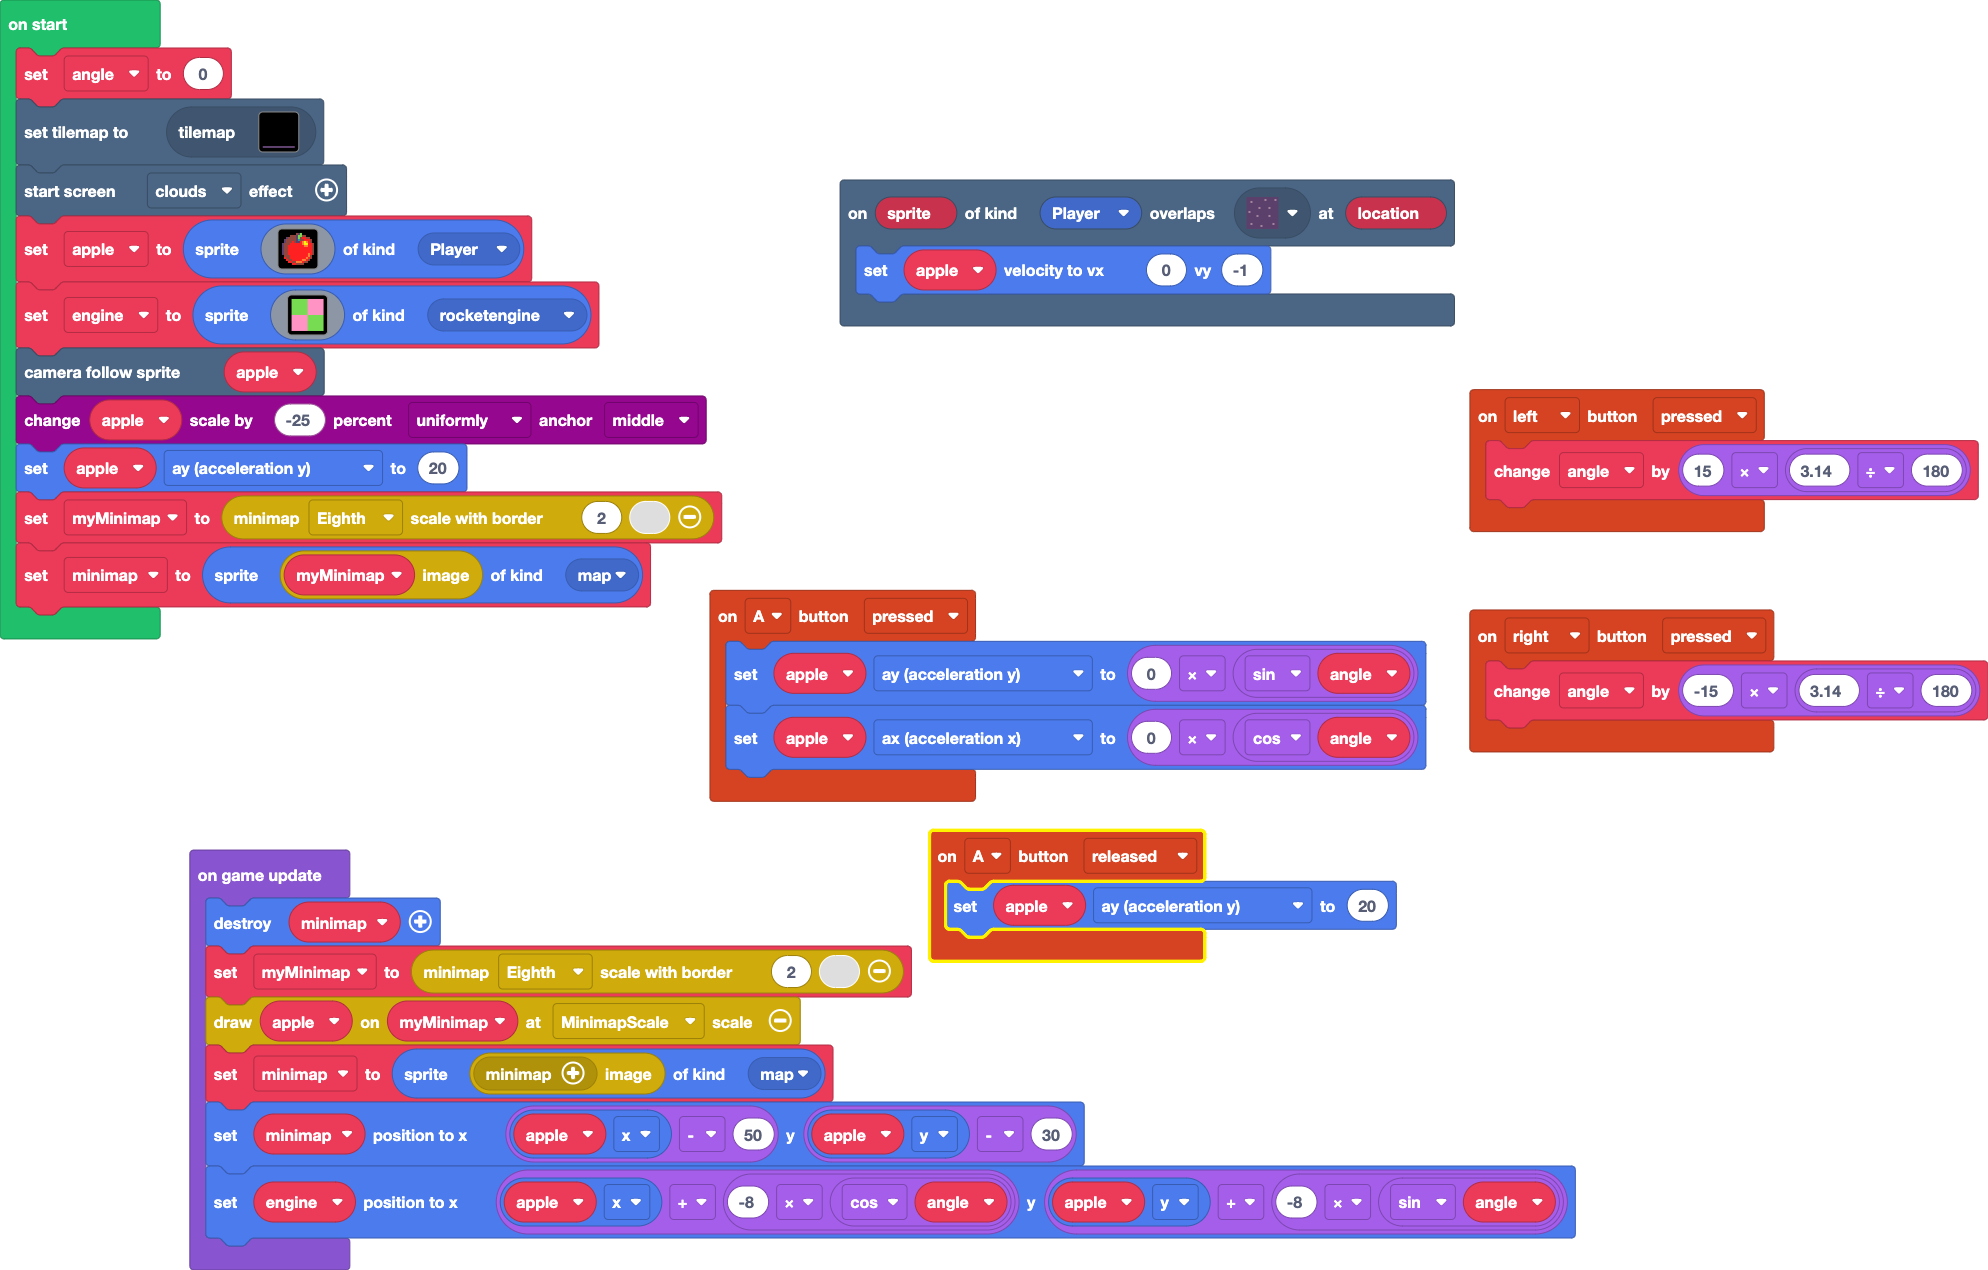 on start
set angle to 0
set tilemap to tilemap
start screen clouds effect
set apple to sprite of kind Player
set engine to sprite of kind rocketengine
camera follow sprite apple
change apple scale by -25 percent uniformly anchor middle
set apple ay (acceleration y) to 20
set myMinimap to minimap Eighth scale with border 2
set minimap to sprite myMinimap image of kind map
on sprite of kind Player overlaps at location
set apple velocity to vx 0 vy -1
on left button pressed
change angle by 15 × 3.14 ÷ 180
on A button pressed
set apple ay (acceleration y) to 0 × sin angle
set apple ax (acceleration x) to 0 × cos angle
on right button pressed
change angle by -15 × 3.14 ÷ 180
on A button released
set apple ay (acceleration y) to 20
on game update
destroy minimap
set myMinimap to minimap Eighth scale with border 2
draw apple on myMinimap at MinimapScale scale
set minimap to sprite minimap image of kind map
set minimap position to x apple x - 50 y apple y - 30
set engine position to x apple x + -8 × cos angle y apple y + -8 × sin angle